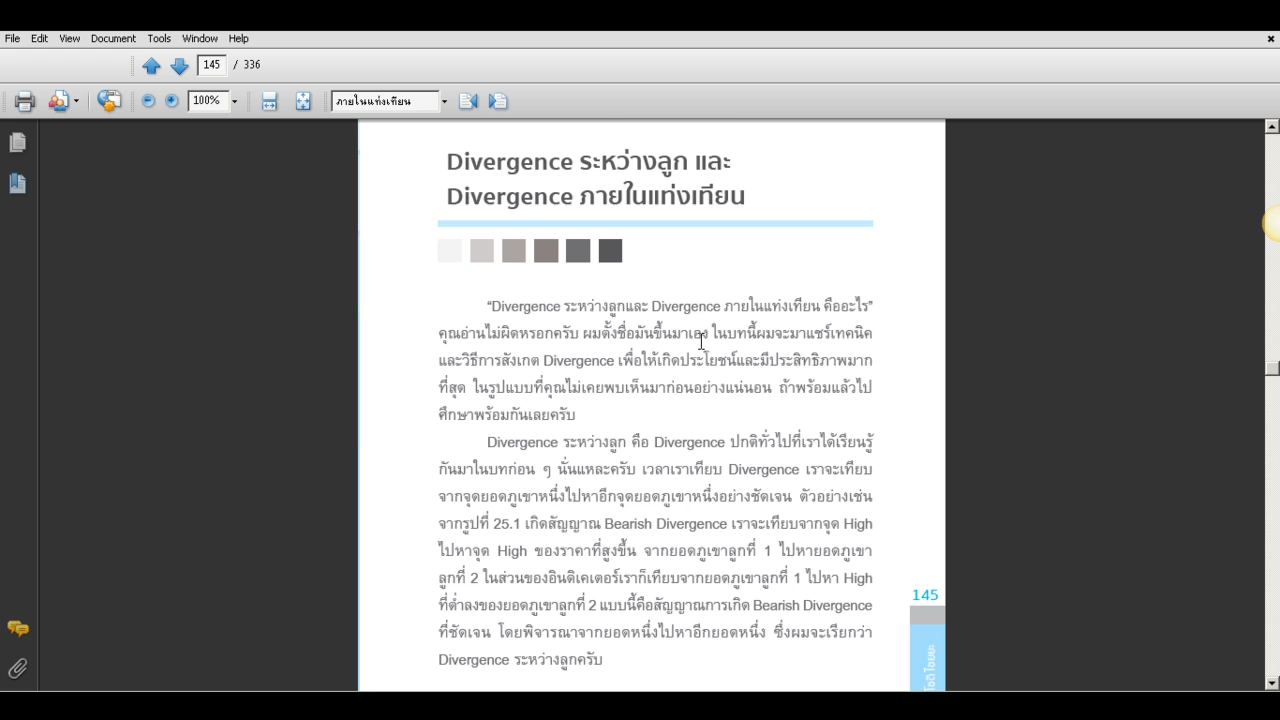 File Edit View Document Tools Window Help
145 / 336
100% ภายในแท่งเทียน
Divergence ระหว่างลูก และ
Divergence ภายในแท่งเทียน
“Divergence ระหว่างลูกและ Divergence ภายในแท่งเทียน คืออะไร”
คุณอ่านไม่ผิดหรอกครับ ผมตั้งชื่อมันขึ้นมาเอง ในบทนี้ผมจะมาแชร์เทคนิค
และวิธีการสังเกต Divergence เพื่อให้เกิดประโยชน์และมีประสิทธิภาพมาก
ที่สุด ในรูปแบบที่คุณไม่เคยพบเห็นมาก่อนอย่างแน่นอน ถ้าพร้อมแล้วไป
ศึกษาพร้อมกันเลยครับ
Divergence ระหว่างลูก คือ Divergence ปกติทั่วไปที่เราได้เรียนรู้
กันมาในบทก่อน ๆ นั่นแหละครับ เวลาเราเทียบ Divergence เราจะเทียบ
จากจุดยอดภูเขาหนึ่งไปหาอีกจุดยอดภูเขาหนึ่งอย่างชัดเจน ตัวอย่างเช่น
จากรูปที่ 25.1 เกิดสัญญาณ Bearish Divergence เราจะเทียบจากจุด High
ไปหาจุด High ของราคาที่สูงขึ้น จากยอดภูเขาลูกที่ 1 ไปหายอดภูเขา
ลูกที่ 2 ในส่วนของอินดิเคเตอร์เราก็เทียบจากยอดภูเขาลูกที่ 1 ไปหา High
ที่ต่ำลงของยอดภูเขาลูกที่ 2 แบบนี้คือสัญญาณการเกิด Bearish Divergence
ที่ชัดเจน โดยพิจารณาจากยอดหนึ่งไปหาอีกยอดหนึ่ง ซึ่งผมจะเรียกว่า
Divergence ระหว่างลูกครับ
145